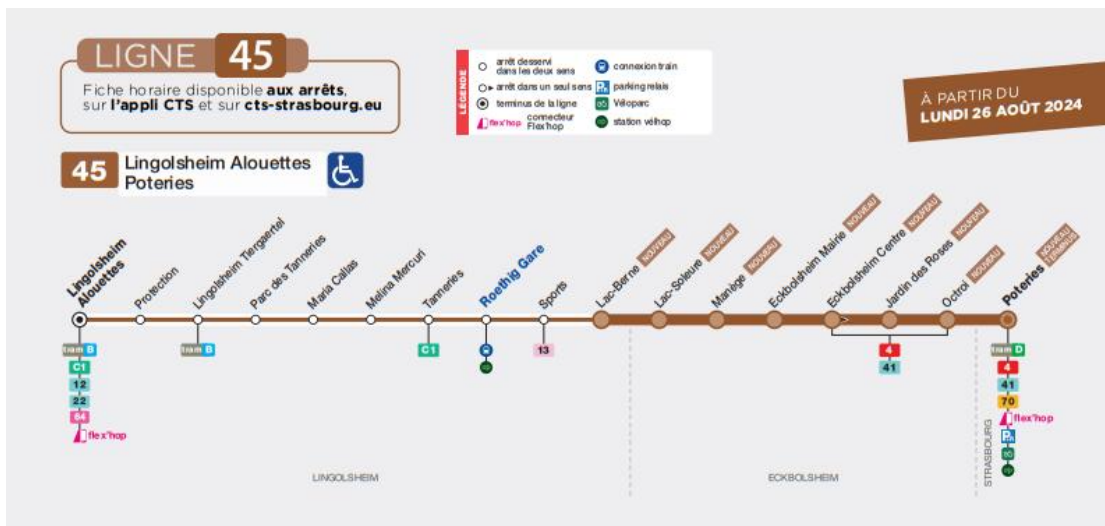 LIGNE 45
Fiche horaire disponible aux arrêts,
sur l'appli CTS et sur cts-strasbourg.eu
LÉGENDE
arrêt desservi
dans les deux sens
arrêt dans un seul sens
terminus de la ligne
flex'hop connecteur
Flex'hop
connexion train
parking relais
Véloparc
station vélhop
À PARTIR DU
LUNDI 26 AOÛT 2024
45 Lingolsheim Alouettes
Poteries
Lingolsheim
Alouettes
Protection
Lingolsheim Tiergaertel
Parc des Tanneries
Maria Callas
Melina Mercuri
Tanneries
Roethig Gare
Sports
Lac-Berne NOUVEAU
Lac-Soleure NOUVEAU
Manège NOUVEAU
Eckbolsheim Mairie NOUVEAU
Eckbolsheim Centre NOUVEAU
Jardin des Roses NOUVEAU
Octroi NOUVEAU
Poteries NOUVEAU
TERMINUS
tram B
C1
12
22
64
flex'hop
tram B
C1
13
4
41
tram D
4
41
70
flex'hop
P+R
LINGOLSHEIM
ECKBOLSHEIM
STRASBOURG